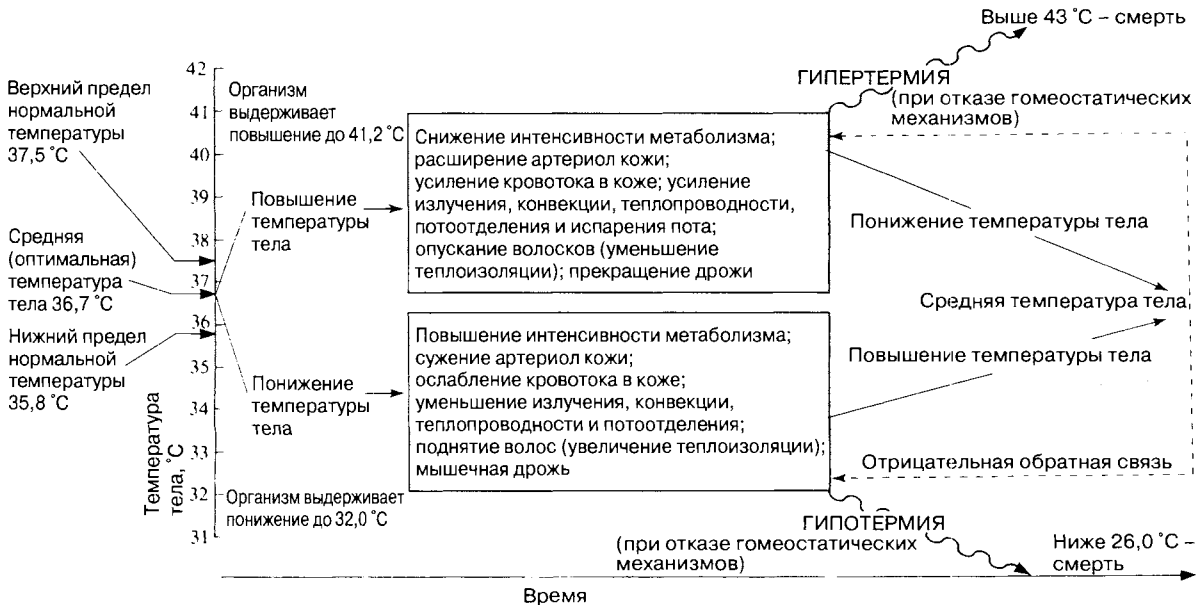 Выше 43 °C – смерть
ГИПЕРТЕРМИЯ
(при отказе гомеостатических
механизмов)
Верхний предел
нормальной
температуры
37,5 °C
Средняя
(оптимальная)
температура
тела 36,7 °C
Нижний предел
нормальной
температуры
35,8 °C
42
41
40
39
38
37
36
35
34
33
32
31
Температура
тела, °C
Организм
выдерживает
повышение до 41,2 °C
Повышение
температуры
тела
Понижение
температуры
тела
Организм выдерживает
понижение до 32,0 °C
Снижение интенсивности метаболизма;
расширение артериол кожи;
усиление кровотока в коже; усиление
излучения, конвекции, теплопроводности,
потоотделения и испарения пота;
опускание волосков (уменьшение
теплоизоляции); прекращение дрожи
Повышение интенсивности метаболизма;
сужение артериол кожи;
ослабление кровотока в коже;
уменьшение излучения, конвекции,
теплопроводности и потоотделения;
поднятие волос (увеличение теплоизоляции);
мышечная дрожь
Понижение температуры тела
Средняя температура тела
Повышение температуры тела
Отрицательная обратная связь
ГИПОТЕРМИЯ
(при отказе гомеостатических
механизмов)
Ниже 26,0 °C –
смерть
Время